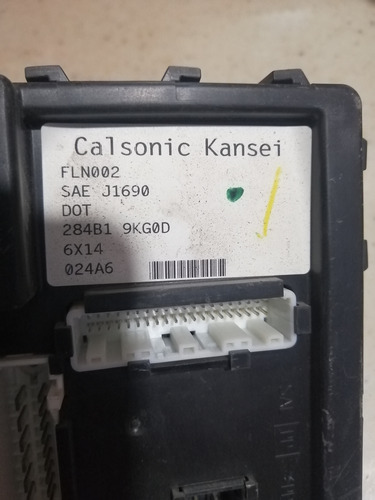 Calsonic Kansei
FLN002
SAE J1690
DOT
284B1 9KG0D
6X14
024A6